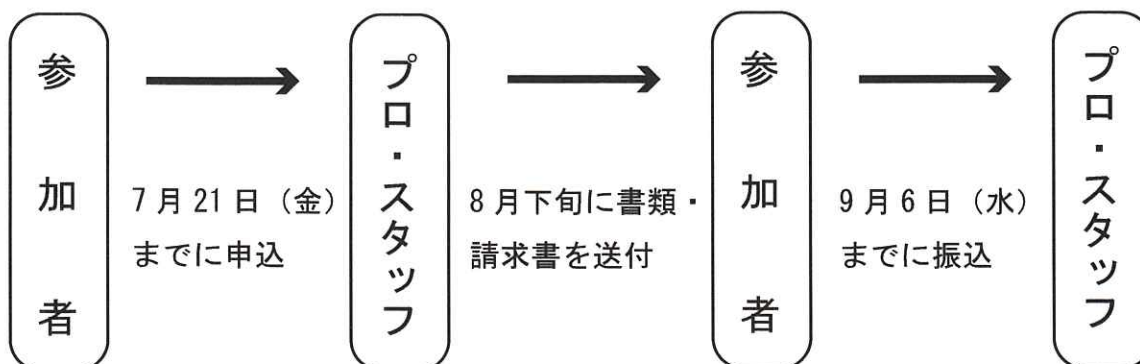 参加者
7月21日（金）
までに申込
プロ・スタッフ
8月下旬に書類・
請求書を送付
参加者
9月6日（水）
までに振込
プロ・スタッフ